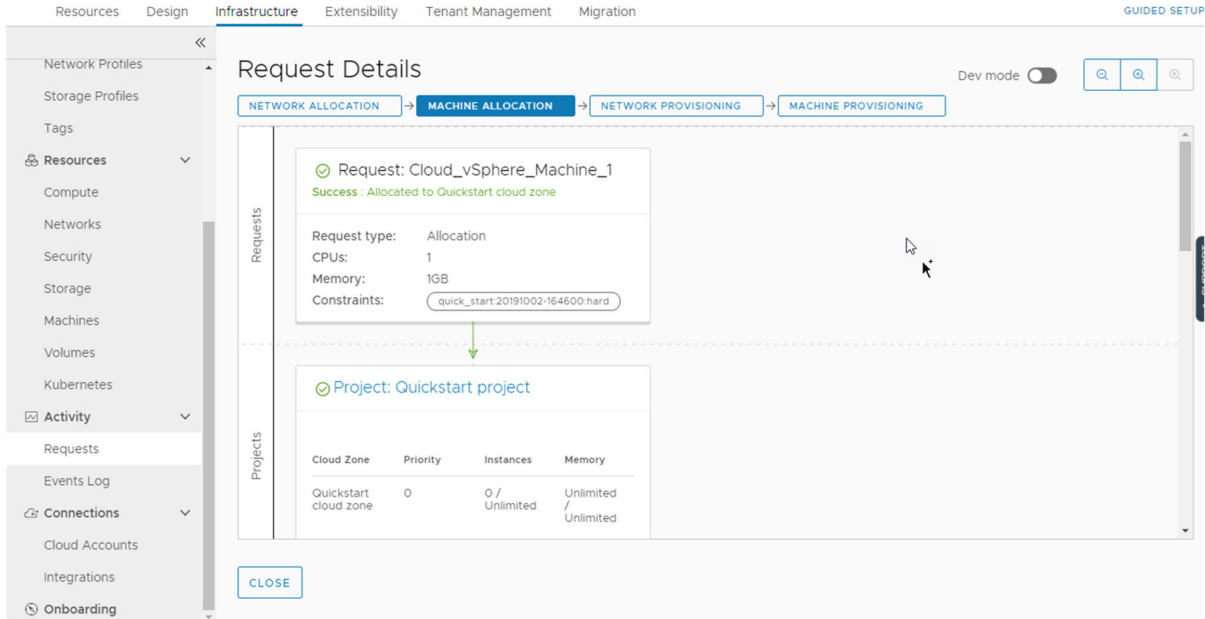 Resources Design Infrastructure Extensibility Tenant Management Migration GUIDED SETUP
Network Profiles
Storage Profiles
Tags
Resources
Compute
Networks
Security
Storage
Machines
Volumes
Kubernetes
Activity
Requests
Events Log
Connections
Cloud Accounts
Integrations
Onboarding
Request Details
Dev mode
NETWORK ALLOCATION MACHINE ALLOCATION NETWORK PROVISIONING MACHINE PROVISIONING
Requests
Request: Cloud_vSphere_Machine_1
Success : Allocated to Quickstart cloud zone
Request type: Allocation
CPUs: 1
Memory: 1GB
Constraints: quick_start:20191002-164600:hard
Projects
Project: Quickstart project
Cloud Zone Priority Instances Memory
Quickstart 0 0 / Unlimited
cloud zone Unlimited /
Unlimited
CLOSE